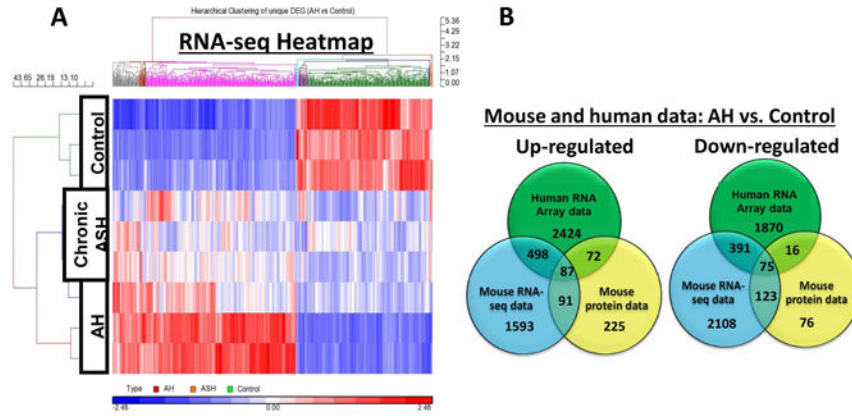 A
Hierarchical Clustering of unique DEG (AH vs Control)
RNA-seq Heatmap
5.36
4.29
3.22
2.15
1.07
0.00
43.65 26.19 13.10
Control
Chronic
ASH
AH
Type AH ASH Control
-2.48 0.00 2.46
B
Mouse and human data: AH vs. Control
Up-regulated
Human RNA
Array data
2424
498
72
87
91
Mouse RNA-
seq data
1593
Mouse
protein data
225
Down-regulated
Human RNA
Array data
1870
391
16
75
123
Mouse RNA-
seq data
2108
Mouse
protein data
76